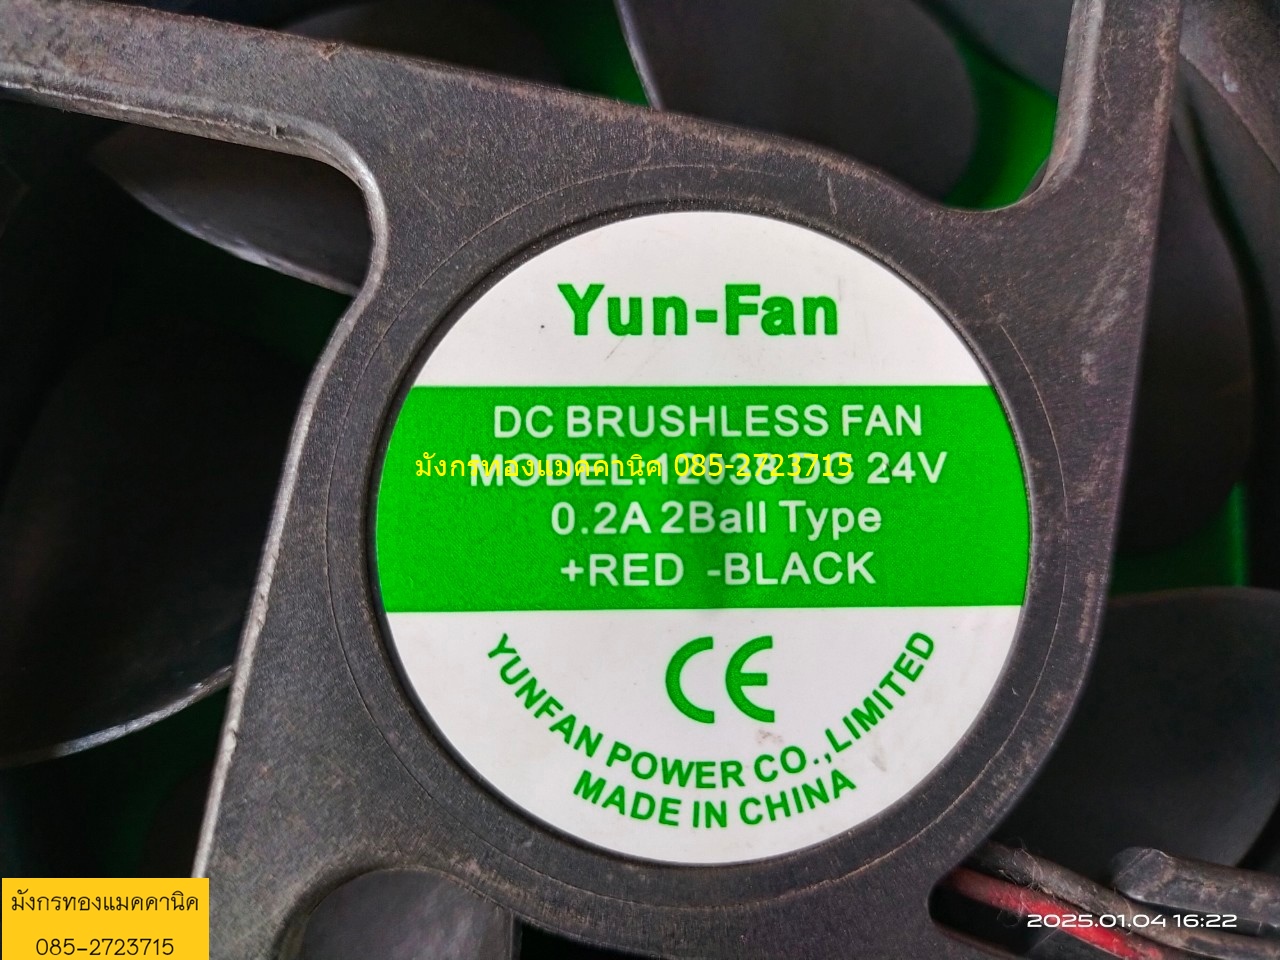 Yun-Fan
DC BRUSHLESS FAN
MODEL:12038 DC 24V
มังกรทองแมคคานิค 085-2723715
0.2A 2Ball Type
+RED -BLACK
CE
YUNFAN POWER CO.,LIMITED
MADE IN CHINA
มังกรทองแมคคานิค
085-2723715
2025.01.04 16:22